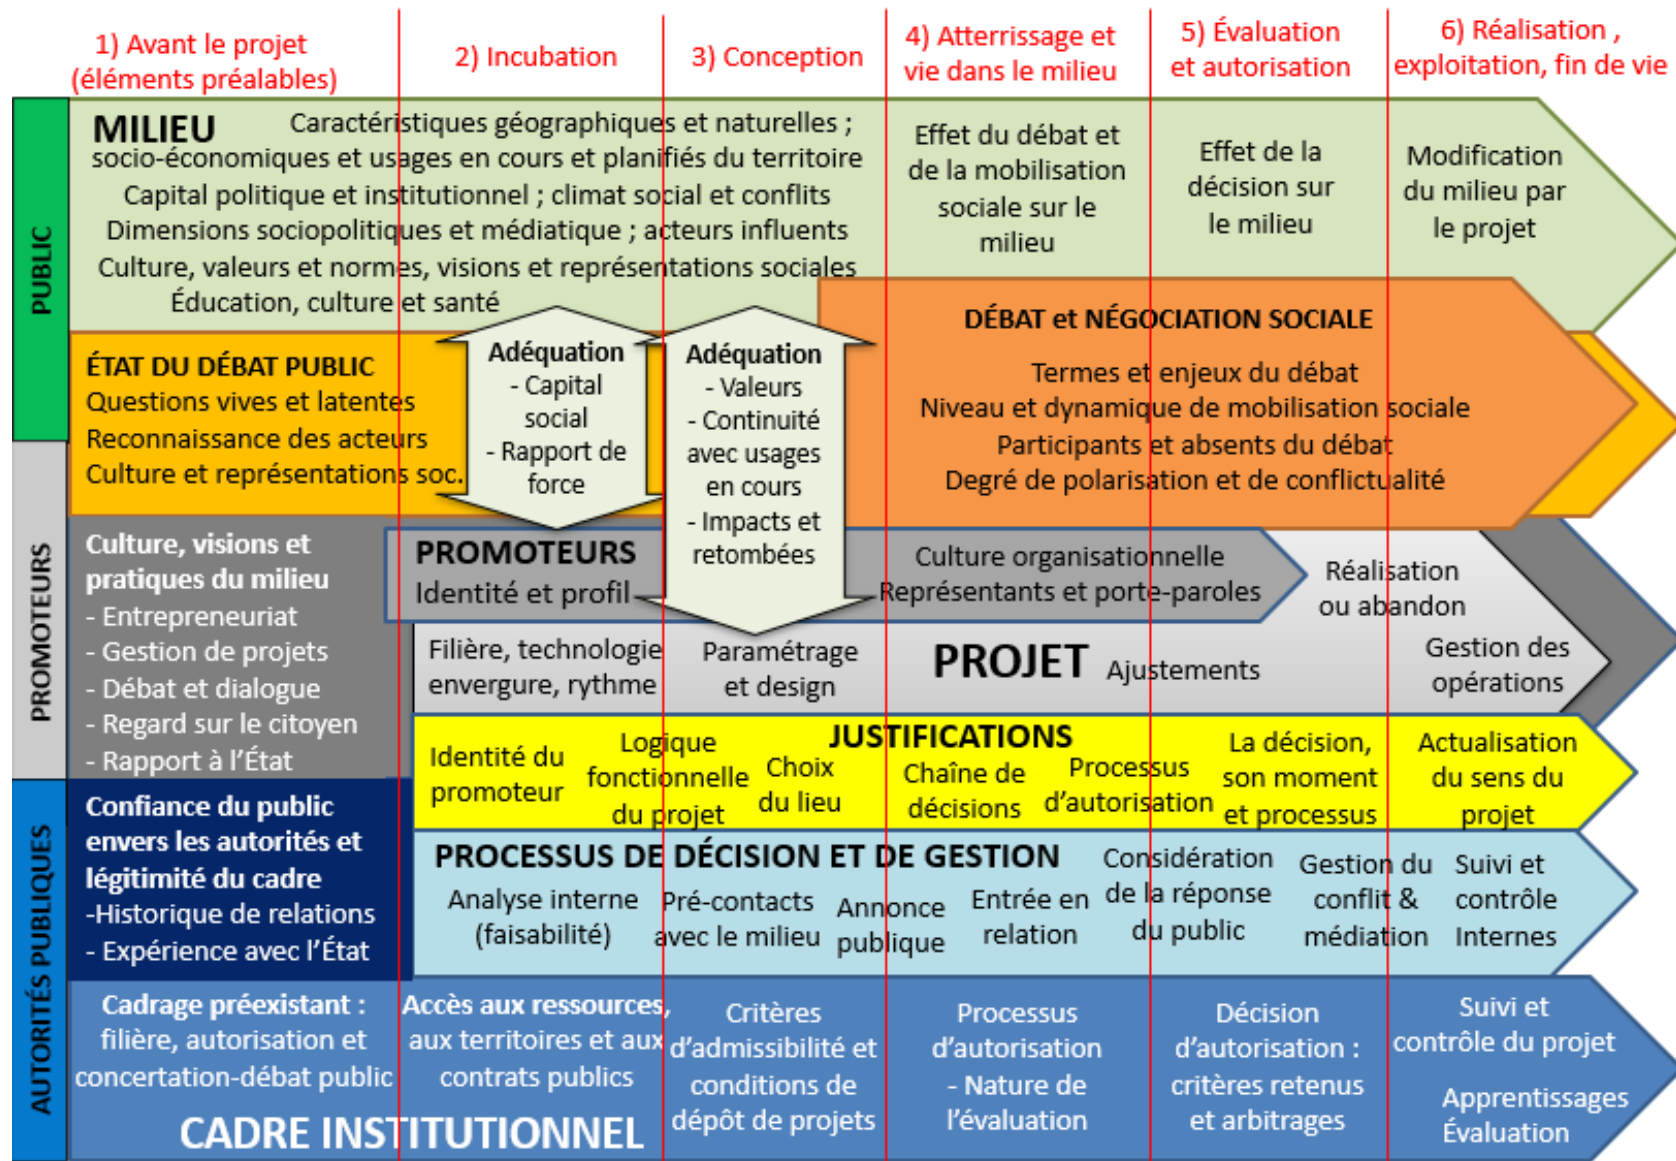 1) Avant le projet
(éléments préalables)
2) Incubation
3) Conception
4) Atterrissage et
vie dans le milieu
5) Évaluation
et autorisation
6) Réalisation ,
exploitation, fin de vie
PUBLIC
MILIEU
Caractéristiques géographiques et naturelles ;
socio-économiques et usages en cours et planifiés du territoire
Capital politique et institutionnel ; climat social et conflits
Dimensions sociopolitiques et médiatique ; acteurs influents
Culture, valeurs et normes, visions et représentations sociales
Éducation, culture et santé
Effet du débat et
de la mobilisation
sociale sur le
milieu
Effet de la
décision sur
le milieu
Modification
du milieu par
le projet
ÉTAT DU DÉBAT PUBLIC
Questions vives et latentes
Reconnaissance des acteurs
Culture et représentations soc.
Adéquation
- Capital
social
- Rapport de
force
Adéquation
- Valeurs
- Continuité
avec usages
en cours
- Impacts et
retombées
DÉBAT et NÉGOCIATION SOCIALE
Termes et enjeux du débat
Niveau et dynamique de mobilisation sociale
Participants et absents du débat
Degré de polarisation et de conflictualité
PROMOTEURS
Culture, visions et
pratiques du milieu
- Entrepreneuriat
- Gestion de projets
- Débat et dialogue
- Regard sur le citoyen
- Rapport à l’État
PROMOTEURS
Identité et profil
Culture organisationnelle
Représentants et porte-paroles
Réalisation
ou abandon
Filière, technologie
envergure, rythme
Paramétrage
et design
PROJET
Ajustements
Gestion des
opérations
JUSTIFICATIONS
Identité du
promoteur
Logique
fonctionnelle
du projet
Choix
du lieu
Chaîne de
décisions
Processus
d’autorisation
La décision,
son moment
et processus
Actualisation
du sens du
projet
AUTORITÉS PUBLIQUES
Confiance du public
envers les autorités et
légitimité du cadre
-Historique de relations
- Expérience avec l’État
PROCESSUS DE DÉCISION ET DE GESTION
Analyse interne
(faisabilité)
Pré-contacts
avec le milieu
Annonce
publique
Entrée en
relation
Considération
de la réponse
du public
Gestion du
conflit &
médiation
Suivi et
contrôle
Internes
Cadrage préexistant :
filière, autorisation et
concertation-débat public
Accès aux ressources,
aux territoires et aux
contrats publics
Critères
d’admissibilité et
conditions de
dépôt de projets
Processus
d’autorisation
- Nature de
l’évaluation
Décision
d’autorisation :
critères retenus
et arbitrages
Suivi et
contrôle du projet
Apprentissages
Évaluation
CADRE INSTITUTIONNEL